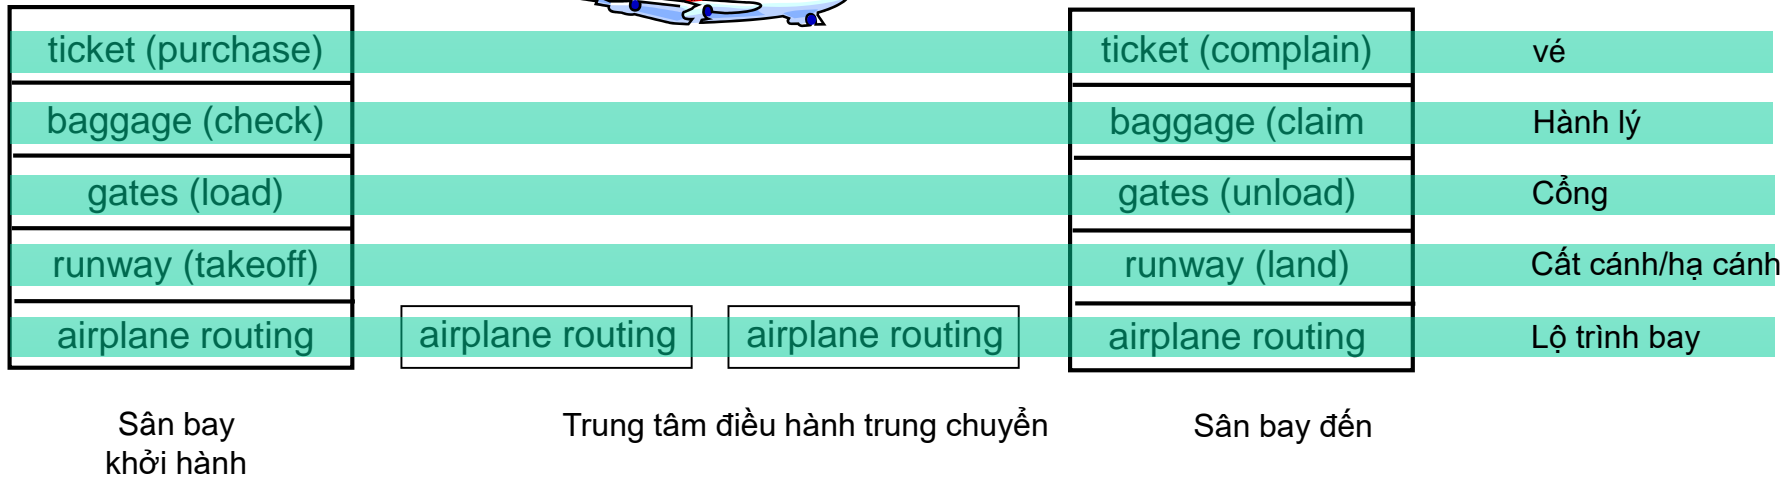 ticket (purchase) ticket (complain) vé
baggage (check) baggage (claim Hành lý
gates (load) gates (unload) Cổng
runway (takeoff) runway (land) Cất cánh/hạ cánh
airplane routing airplane routing airplane routing airplane routing Lộ trình bay
Sân bay Trung tâm điều hành trung chuyển Sân bay đến
khởi hành